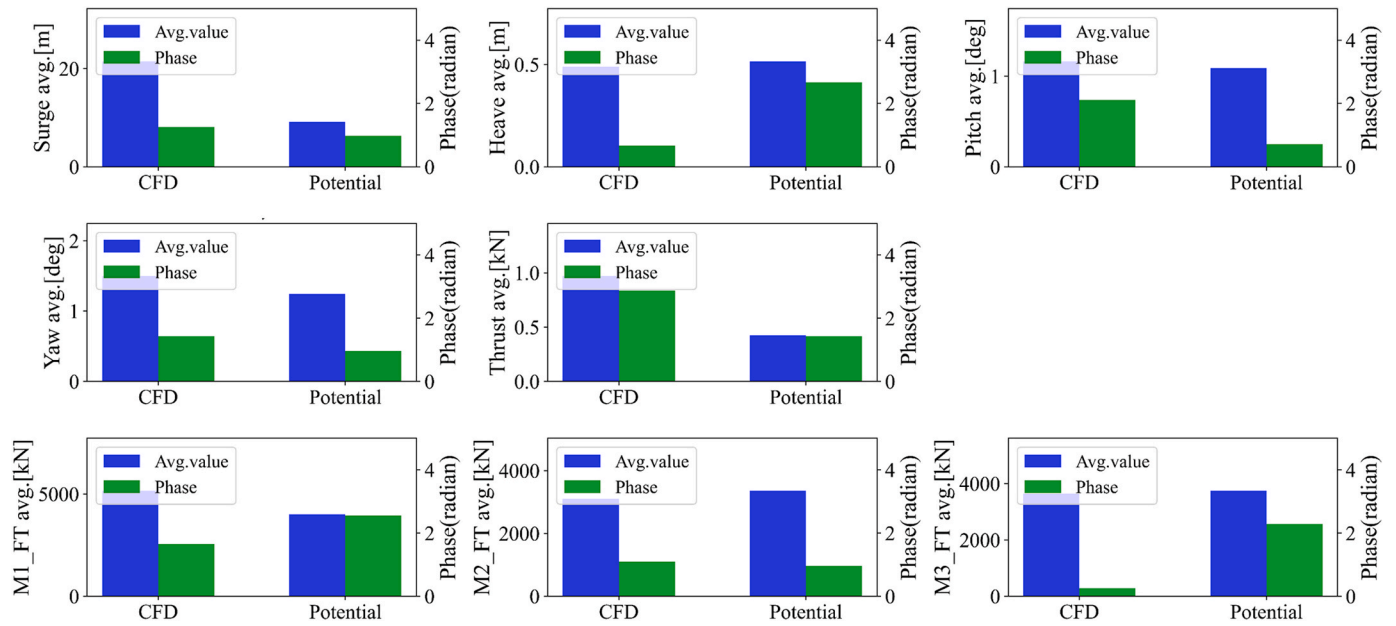 Surge avg.[m]
20
0
Avg.value
Phase
4
2
0
Phase(radian)
CFD
Potential
Heave avg.[m]
0.5
0.0
Avg.value
Phase
4
2
0
Phase(radian)
CFD
Potential
Pitch avg.[deg]
1
0
Avg.value
Phase
4
2
0
Phase(radian)
CFD
Potential
Yaw avg.[deg]
2
1
0
Avg.value
Phase
4
2
0
Phase(radian)
CFD
Potential
Thrust avg.[kN]
1.0
0.5
0.0
Avg.value
Phase
4
2
0
Phase(radian)
CFD
Potential
M1_FT avg.[kN]
5000
0
Avg.value
Phase
4
2
0
Phase(radian)
CFD
Potential
M2_FT avg.[kN]
4000
2000
0
Avg.value
Phase
4
2
0
Phase(radian)
CFD
Potential
M3_FT avg.[kN]
4000
2000
0
Avg.value
Phase
4
2
0
Phase(radian)
CFD
Potential